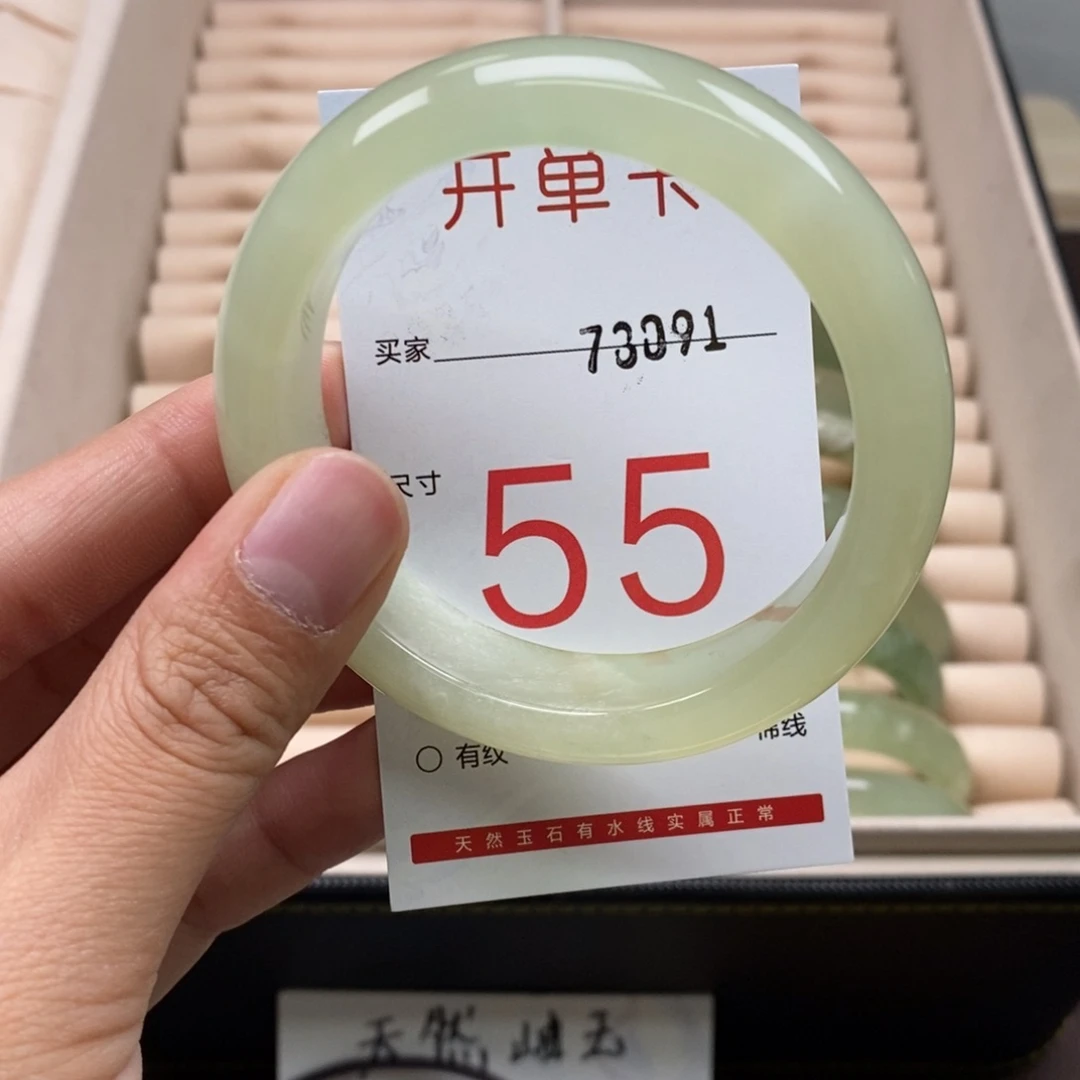 开单卡
买家 73091
尺寸 55
有纹
线
天然玉石有水线实属正常
天然岫玉